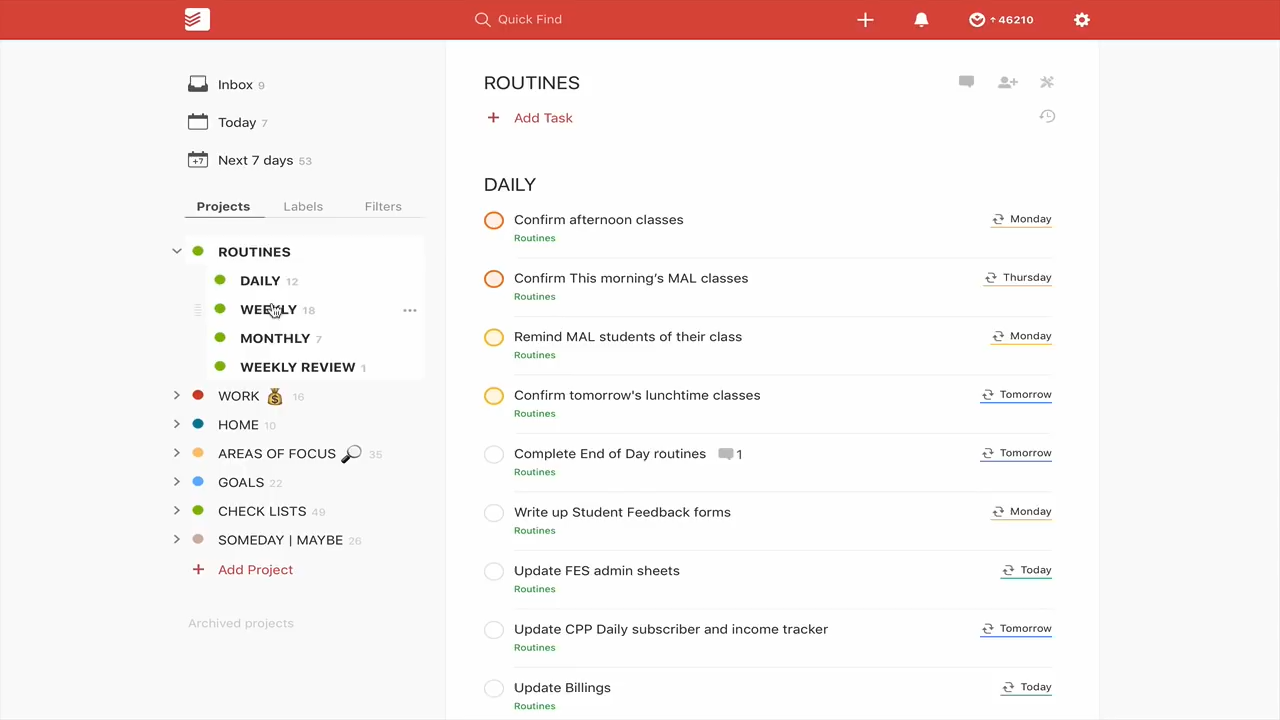 Quick Find
↑46210
Inbox 9
Today 7
+7 Next 7 days 53
Projects Labels Filters
ROUTINES
DAILY 12
WEEKLY 18
MONTHLY 7
WEEKLY REVIEW 1
WORK 💰 16
HOME 10
AREAS OF FOCUS 🔎 35
GOALS 22
CHECK LISTS 49
SOMEDAY | MAYBE 26
+ Add Project
Archived projects
ROUTINES
+ Add Task
DAILY
Confirm afternoon classes Monday
Routines
Confirm This morning's MAL classes Thursday
Routines
Remind MAL students of their class Monday
Routines
Confirm tomorrow's lunchtime classes Tomorrow
Routines
Complete End of Day routines 1 Tomorrow
Routines
Write up Student Feedback forms Monday
Routines
Update FES admin sheets Today
Routines
Update CPP Daily subscriber and income tracker Tomorrow
Routines
Update Billings Today
Routines